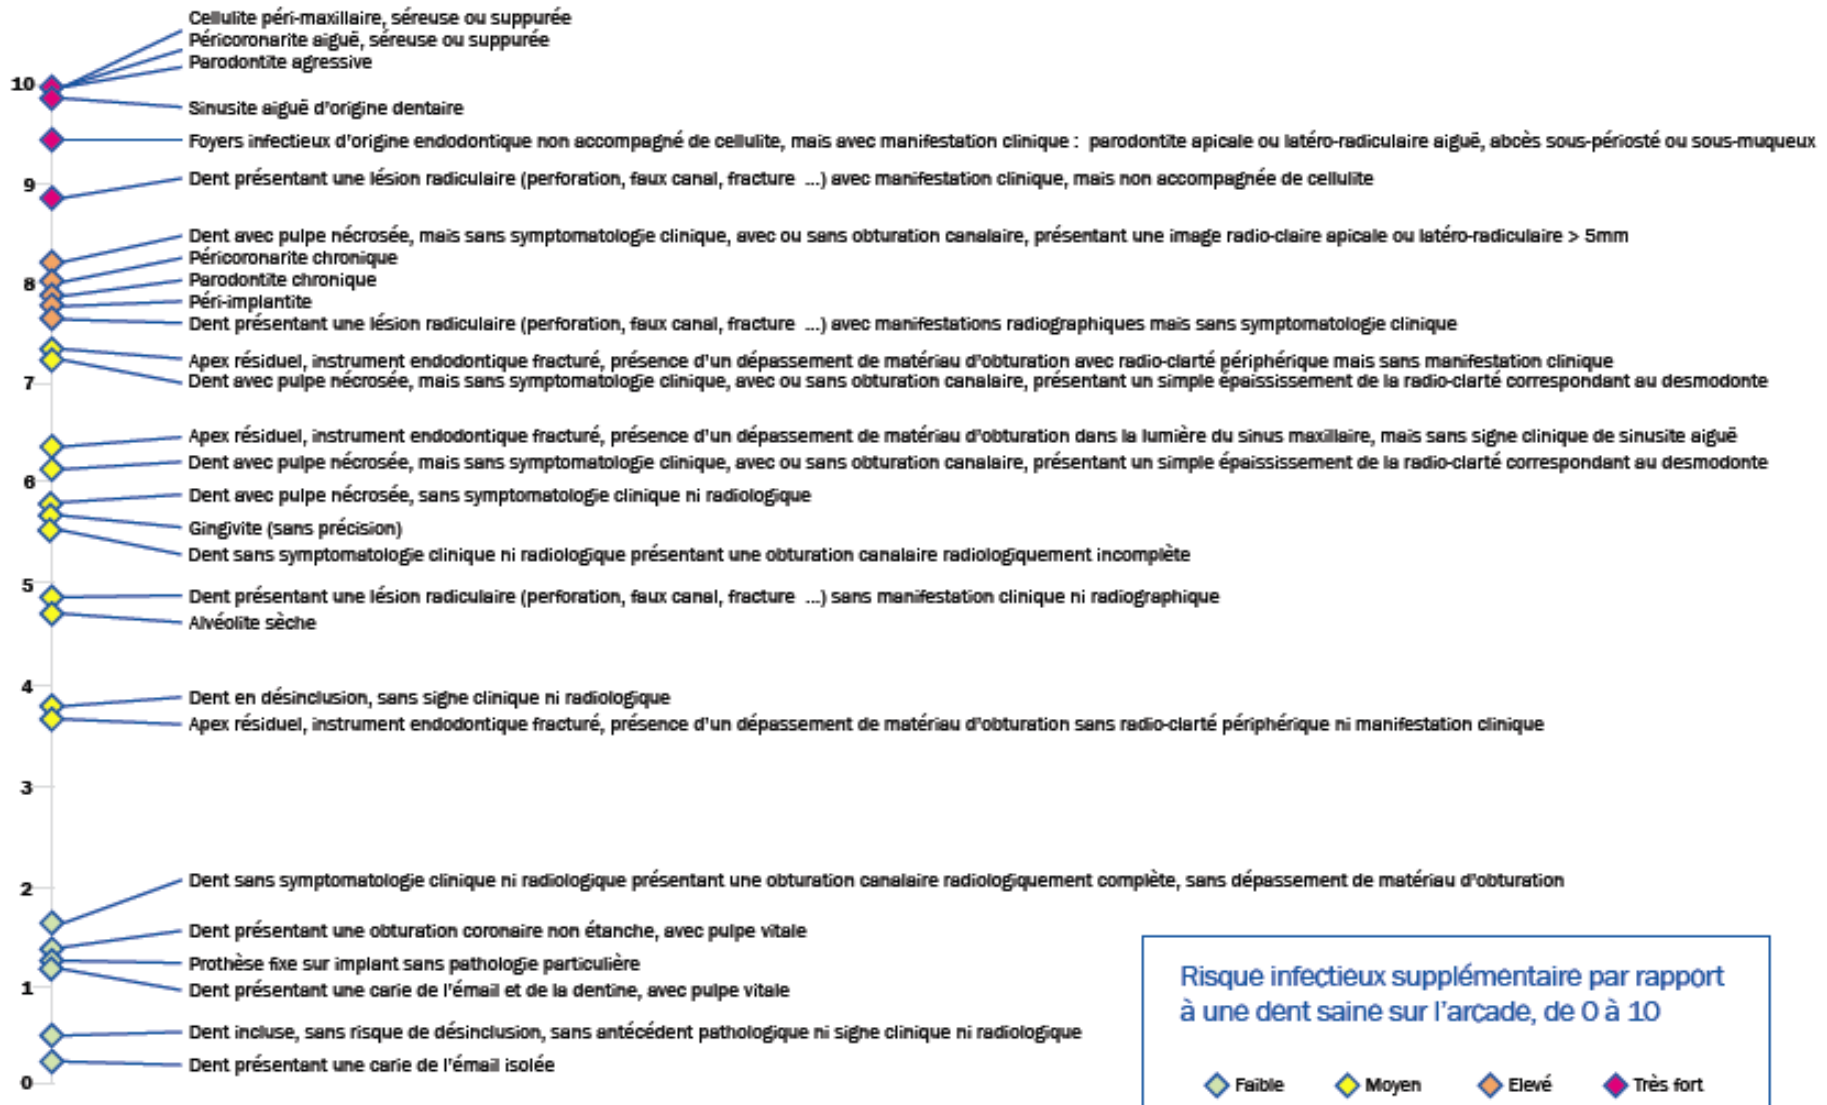 Cellulite péri-maxillaire, séreuse ou suppurée
Péricoronarite aiguë, séreuse ou suppurée
Parodontite agressive
10
Sinusite aiguë d'origine dentaire
Foyers infectieux d'origine endodontique non accompagné de cellulite, mais avec manifestation clinique : parodontite apicale ou latéro-radiculaire aiguë, abcès sous-périosté ou sous-muqueux
9
Dent présentant une lésion radiculaire (perforation, faux canal, fracture ...) avec manifestation clinique, mais non accompagnée de cellulite
Dent avec pulpe nécrosée, mais sans symptomatologie clinique, avec ou sans obturation canalaire, présentant une image radio-claire apicale ou latéro-radiculaire > 5mm
Péricoronarite chronique
8
Parodontite chronique
Péri-implantite
Dent présentant une lésion radiculaire (perforation, faux canal, fracture ...) avec manifestations radiographiques mais sans symptomatologie clinique
Apex résiduel, instrument endodontique fracturé, présence d'un dépassement de matériau d'obturation avec radio-clarté périphérique mais sans manifestation clinique
7
Dent avec pulpe nécrosée, mais sans symptomatologie clinique, avec ou sans obturation canalaire, présentant un simple épaississement de la radio-clarté correspondant au desmodonte
Apex résiduel, instrument endodontique fracturé, présence d'un dépassement de matériau d'obturation dans la lumière du sinus maxillaire, mais sans signe clinique de sinusite aiguë
Dent avec pulpe nécrosée, mais sans symptomatologie clinique, avec ou sans obturation canalaire, présentant un simple épaississement de la radio-clarté correspondant au desmodonte
6
Dent avec pulpe nécrosée, sans symptomatologie clinique ni radiologique
Gingivite (sans précision)
Dent sans symptomatologie clinique ni radiologique présentant une obturation canalaire radiologiquement incomplète
5
Dent présentant une lésion radiculaire (perforation, faux canal, fracture ...) sans manifestation clinique ni radiographique
Alvéolite sèche
4
Dent en désinclusion, sans signe clinique ni radiologique
Apex résiduel, instrument endodontique fracturé, présence d'un dépassement de matériau d'obturation sans radio-clarté périphérique ni manifestation clinique
3
2
Dent sans symptomatologie clinique ni radiologique présentant une obturation canalaire radiologiquement complète, sans dépassement de matériau d'obturation
Dent présentant une obturation coronaire non étanche, avec pulpe vitale
Prothèse fixe sur implant sans pathologie particulière
1
Dent présentant une carie de l'émail et de la dentine, avec pulpe vitale
Dent incluse, sans risque de désinclusion, sans antécédent pathologique ni signe clinique ni radiologique
Dent présentant une carie de l'émail isolée
0
Risque infectieux supplémentaire par rapport
à une dent saine sur l'arcade, de 0 à 10
Faible
Moyen
Elevé
Très fort